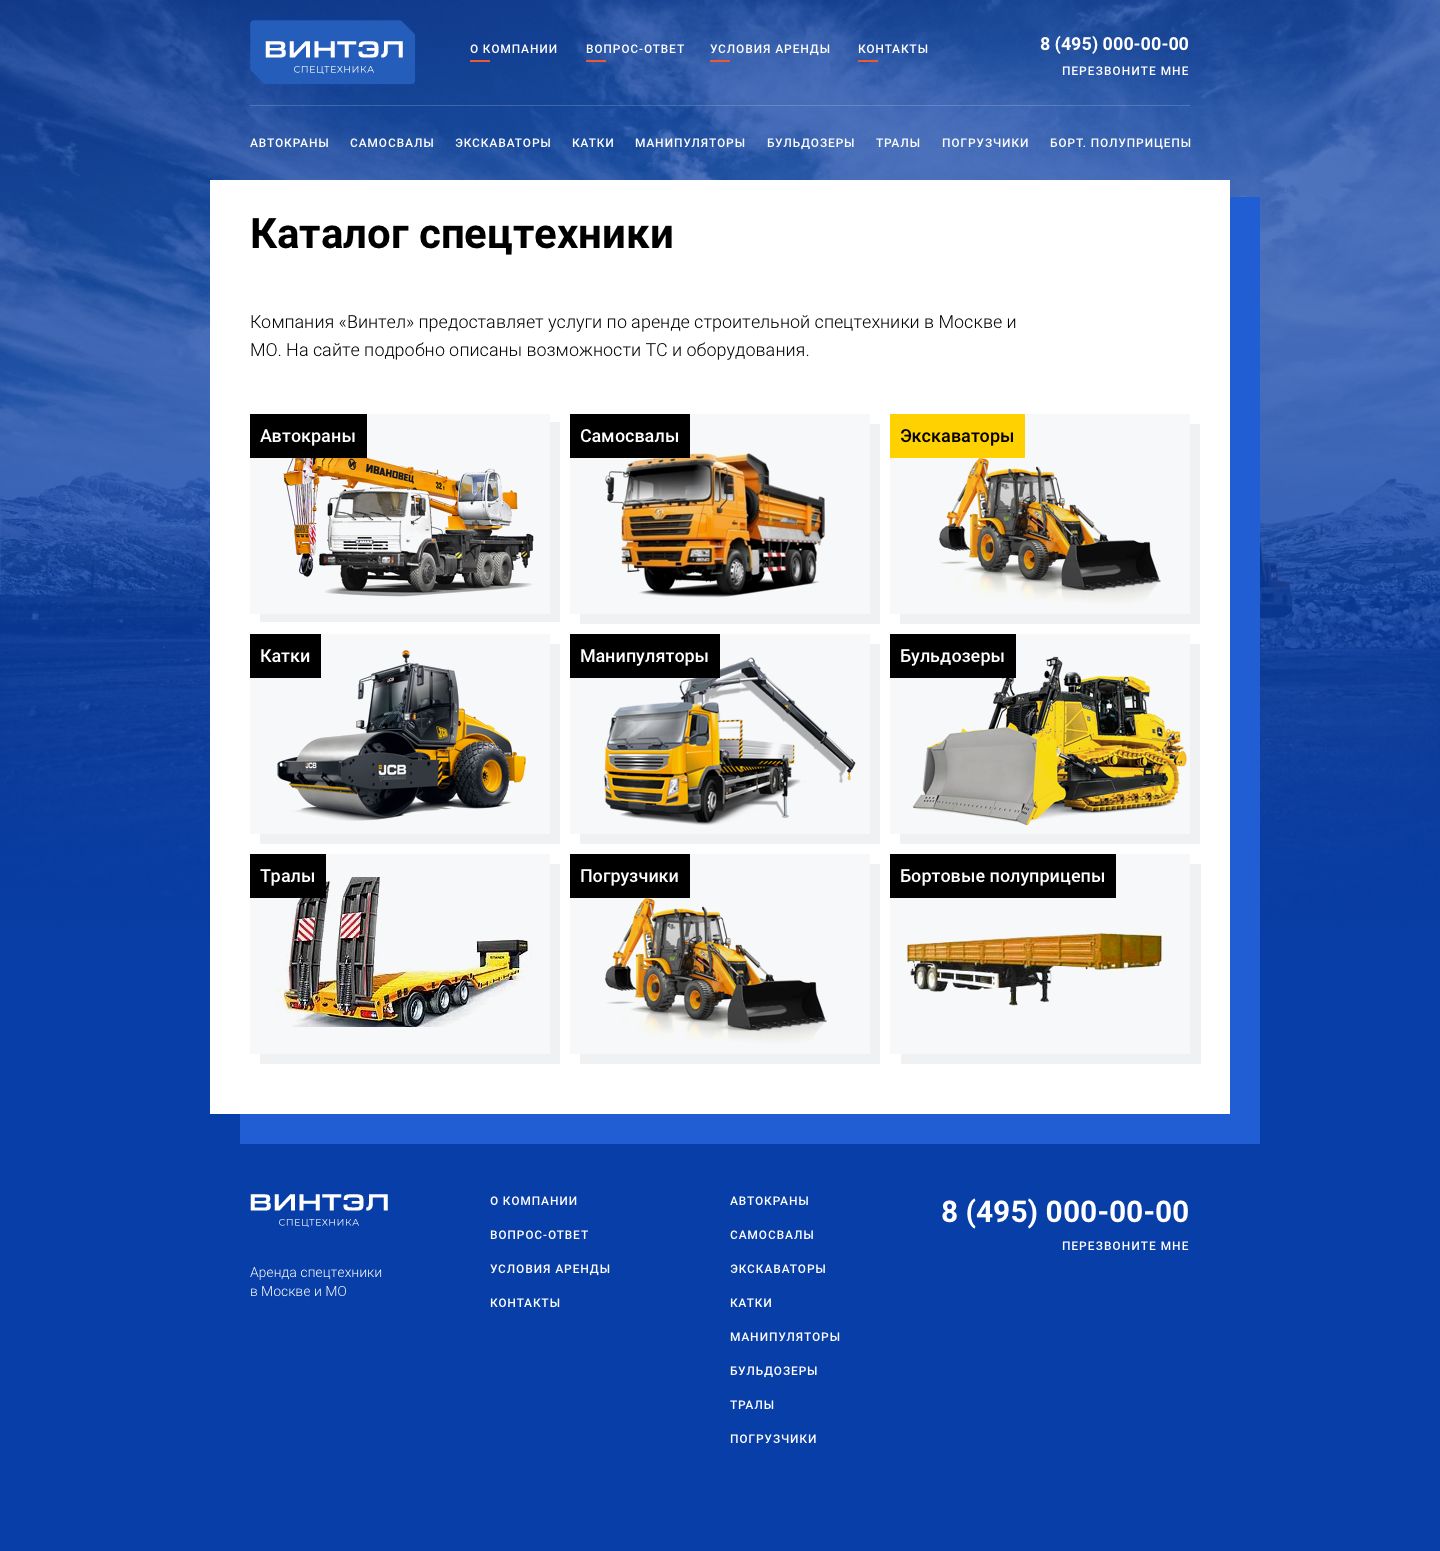 ВИНТЭЛ
СПЕЦТЕХНИКА
О КОМПАНИИ
ВОПРОС-ОТВЕТ
УСЛОВИЯ АРЕНДЫ
КОНТАКТЫ
8 (495) 000-00-00
ПЕРЕЗВОНИТЕ МНЕ
АВТОКРАНЫ
САМОСВАЛЫ
ЭКСКАВАТОРЫ
КАТКИ
МАНИПУЛЯТОРЫ
БУЛЬДОЗЕРЫ
ТРАЛЫ
ПОГРУЗЧИКИ
БОРТ. ПОЛУПРИЦЕПЫ
Каталог спецтехники
Компания «Винтел» предоставляет услуги по аренде строительной спецтехники в Москве и
МО. На сайте подробно описаны возможности ТС и оборудования.
Автокраны
ИВАНОВЕЦ
Самосвалы
Экскаваторы
Катки
JCB
JCB
Манипуляторы
Бульдозеры
Тралы
Погрузчики
Бортовые полуприцепы
ВИНТЭЛ
СПЕЦТЕХНИКА
Аренда спецтехники
в Москве и МО
О КОМПАНИИ
ВОПРОС-ОТВЕТ
УСЛОВИЯ АРЕНДЫ
КОНТАКТЫ
АВТОКРАНЫ
САМОСВАЛЫ
ЭКСКАВАТОРЫ
КАТКИ
МАНИПУЛЯТОРЫ
БУЛЬДОЗЕРЫ
ТРАЛЫ
ПОГРУЗЧИКИ
8 (495) 000-00-00
ПЕРЕЗВОНИТЕ МНЕ